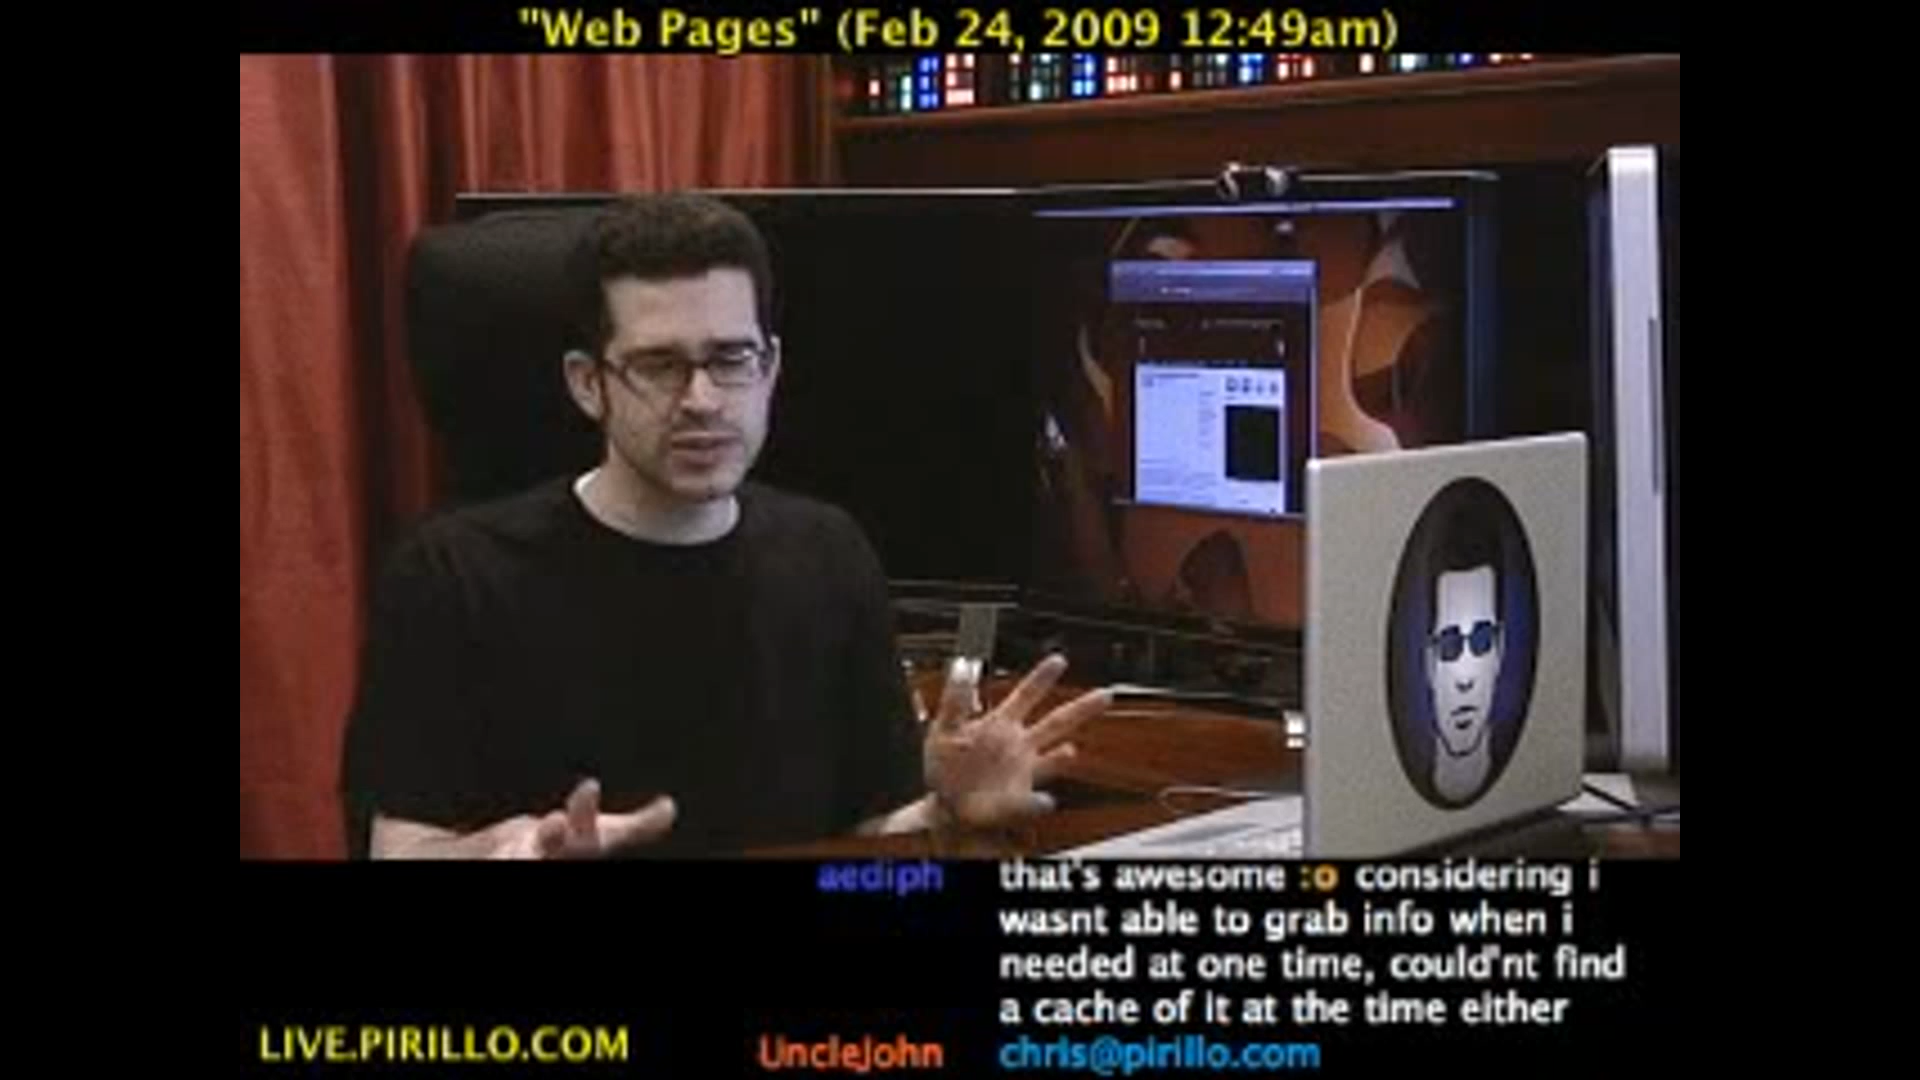 "Web Pages" (Feb 24, 2009 12:49am)
aediph that's awesome :o considering i
wasnt able to grab info when i
needed at one time, could'nt find
a cache of it at the time either
LIVE.PIRILLO.COM UncleJohn chris@pirillo.com